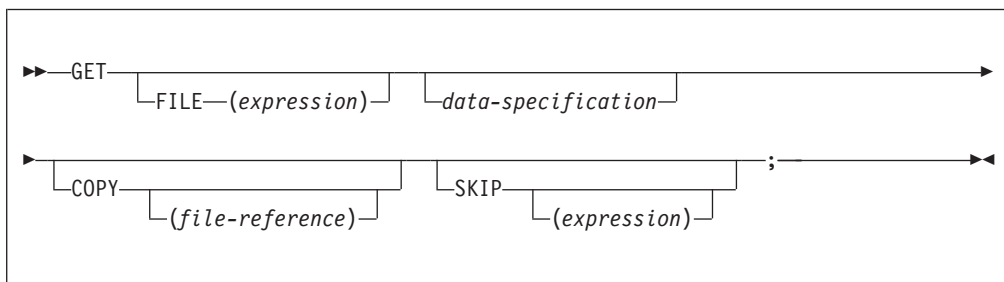 GET
FILE (expression) data-specification
COPY SKIP ;
(file-reference) (expression)